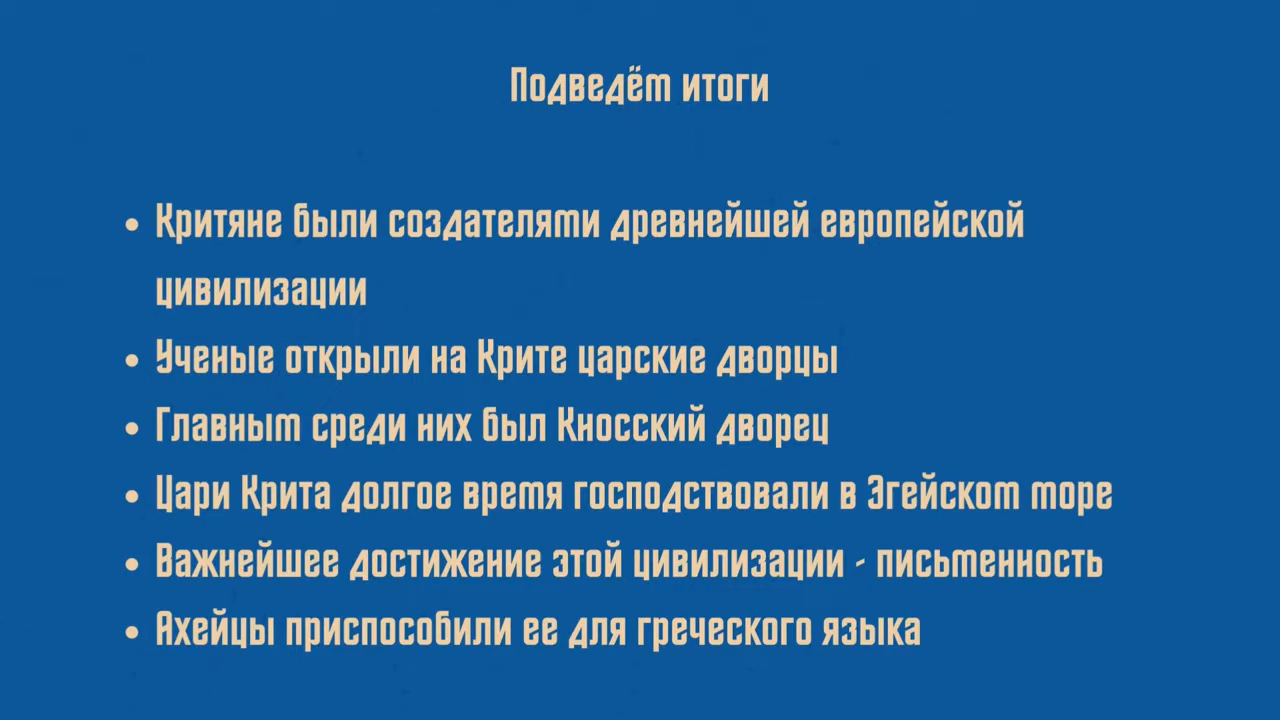 Подведём итоги
• Критяне были создателями древнейшей европейской
цивилизации
• Ученые открыли на Крите царские дворцы
• Главным среди них был Кносский дворец
• Цари Крита долгое время господствовали в Эгейском море
• Важнейшее достижение этой цивилизации - письменность
• Ахейцы приспособили ее для греческого языка